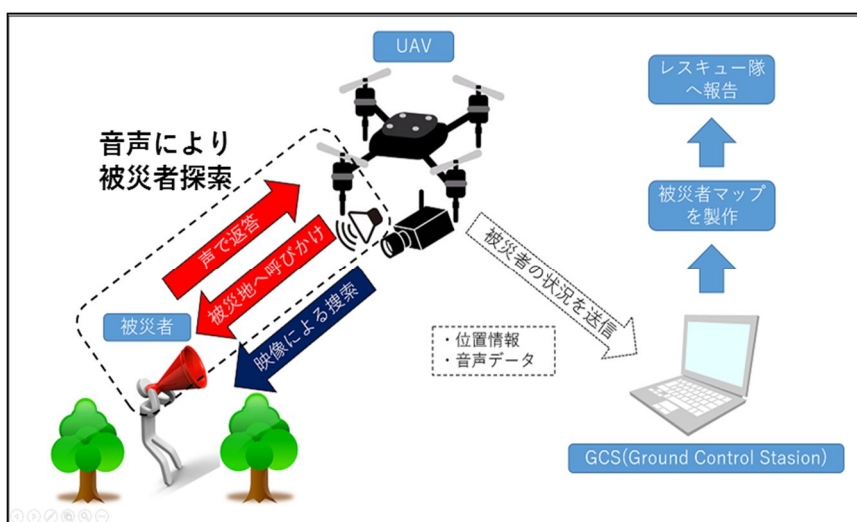 UAV
レスキュー隊
へ報告
音声により
被災者探索
声で返答
被災地へ呼びかけ
映像による捜索
被災者
被災者の状況を送信
・位置情報
・音声データ
被災者マップ
を製作
GCS(Ground Control Stasion)